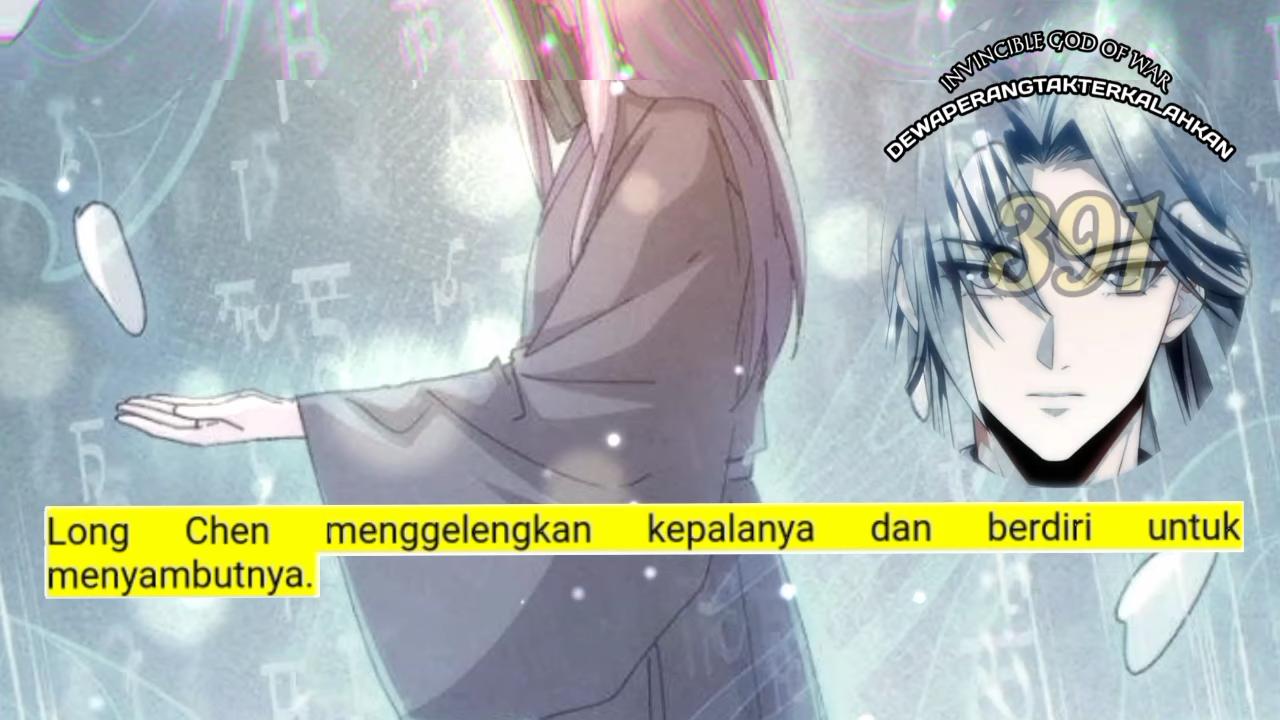 INVINCIBLE GOD OF WAR
DEWAPERANGTAKTERKALAHKAN
391
Long Chen menggelengkan kepalanya dan berdiri untuk
menyambutnya.